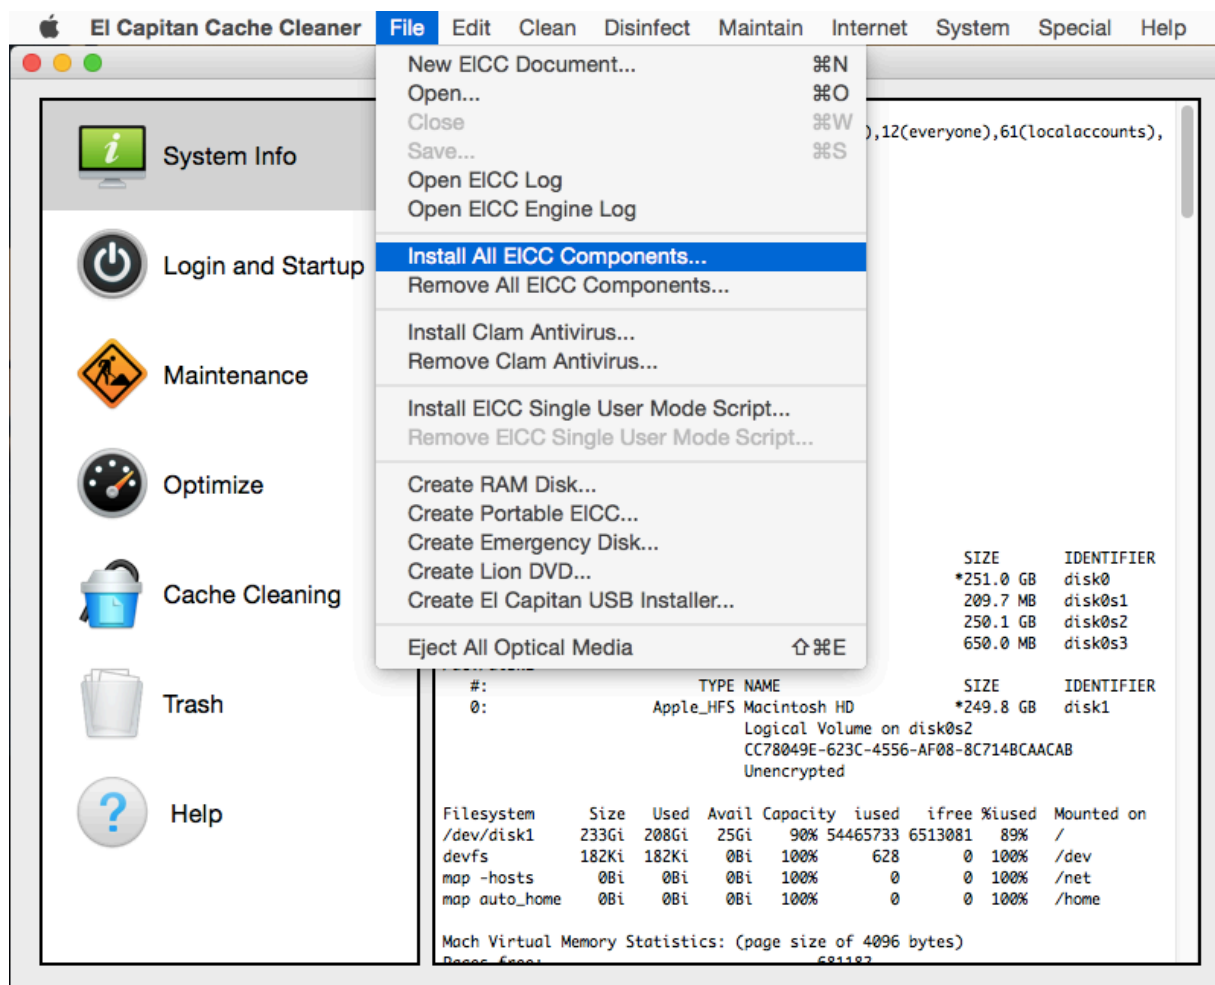 El Capitan Cache Cleaner File Edit Clean Disinfect Maintain Internet System Special Help
New EICC Document... ⌘N
Open... ⌘O
Close ⌘W
Save... ⌘S
Open EICC Log
Open EICC Engine Log
Install All EICC Components...
Remove All EICC Components...
Install Clam Antivirus...
Remove Clam Antivirus...
Install EICC Single User Mode Script...
Remove EICC Single User Mode Script...
Create RAM Disk...
Create Portable EICC...
Create Emergency Disk...
Create Lion DVD...
Create El Capitan USB Installer...
Eject All Optical Media ⇧⌘E
System Info
Login and Startup
Maintenance
Optimize
Cache Cleaning
Trash
Help
),12(everyone),61(localaccounts),
SIZE IDENTIFIER
*251.0 GB disk0
209.7 MB disk0s1
250.1 GB disk0s2
650.0 MB disk0s3
#: TYPE NAME SIZE IDENTIFIER
0: Apple_HFS Macintosh HD *249.8 GB disk1
Logical Volume on disk0s2
CC78049E-623C-4556-AF08-8C714BCAACAB
Unencrypted
Filesystem Size Used Avail Capacity iused ifree %iused Mounted on
/dev/disk1 233Gi 208Gi 25Gi 90% 54465733 6513081 89% /
devfs 182Ki 182Ki 0Bi 100% 628 0 100% /dev
map -hosts 0Bi 0Bi 0Bi 100% 0 0 100% /net
map auto_home 0Bi 0Bi 0Bi 100% 0 0 100% /home
Mach Virtual Memory Statistics: (page size of 4096 bytes)
Pages free: 681182